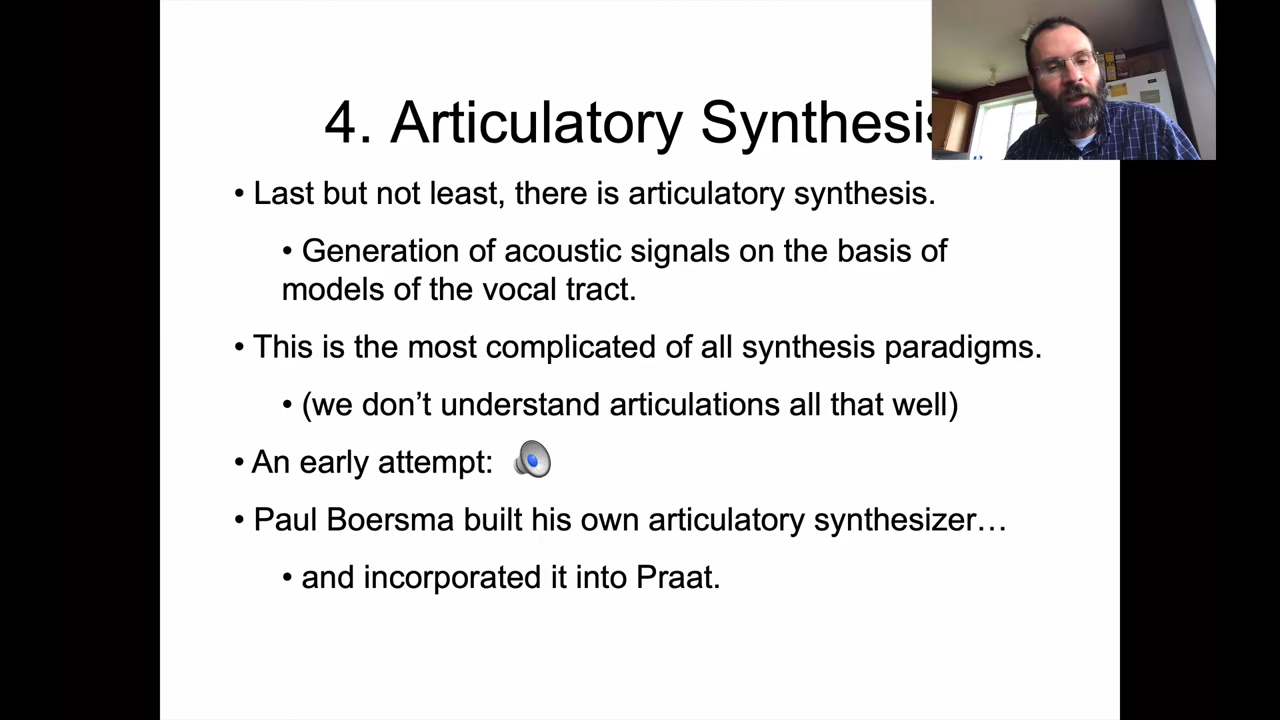 4. Articulatory Synthesis
• Last but not least, there is articulatory synthesis.
• Generation of acoustic signals on the basis of
models of the vocal tract.
• This is the most complicated of all synthesis paradigms.
• (we don’t understand articulations all that well)
• An early attempt:
• Paul Boersma built his own articulatory synthesizer…
• and incorporated it into Praat.